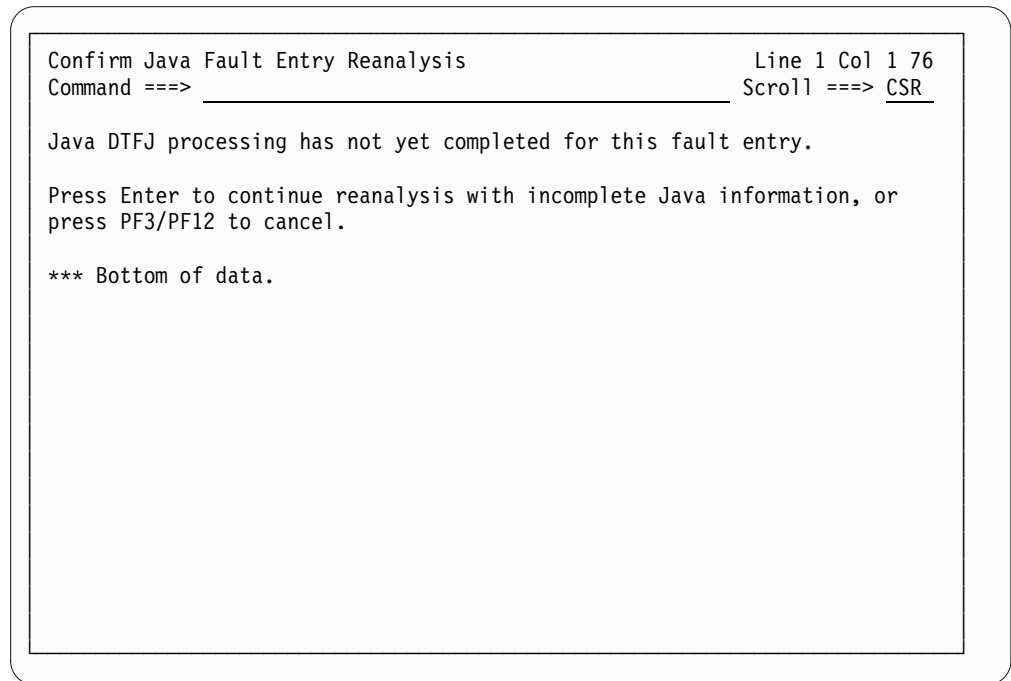 Confirm Java Fault Entry Reanalysis Line 1 Col 1 76
Command ===> Scroll ===> CSR
Java DTFJ processing has not yet completed for this fault entry.
Press Enter to continue reanalysis with incomplete Java information, or
press PF3/PF12 to cancel.
*** Bottom of data.